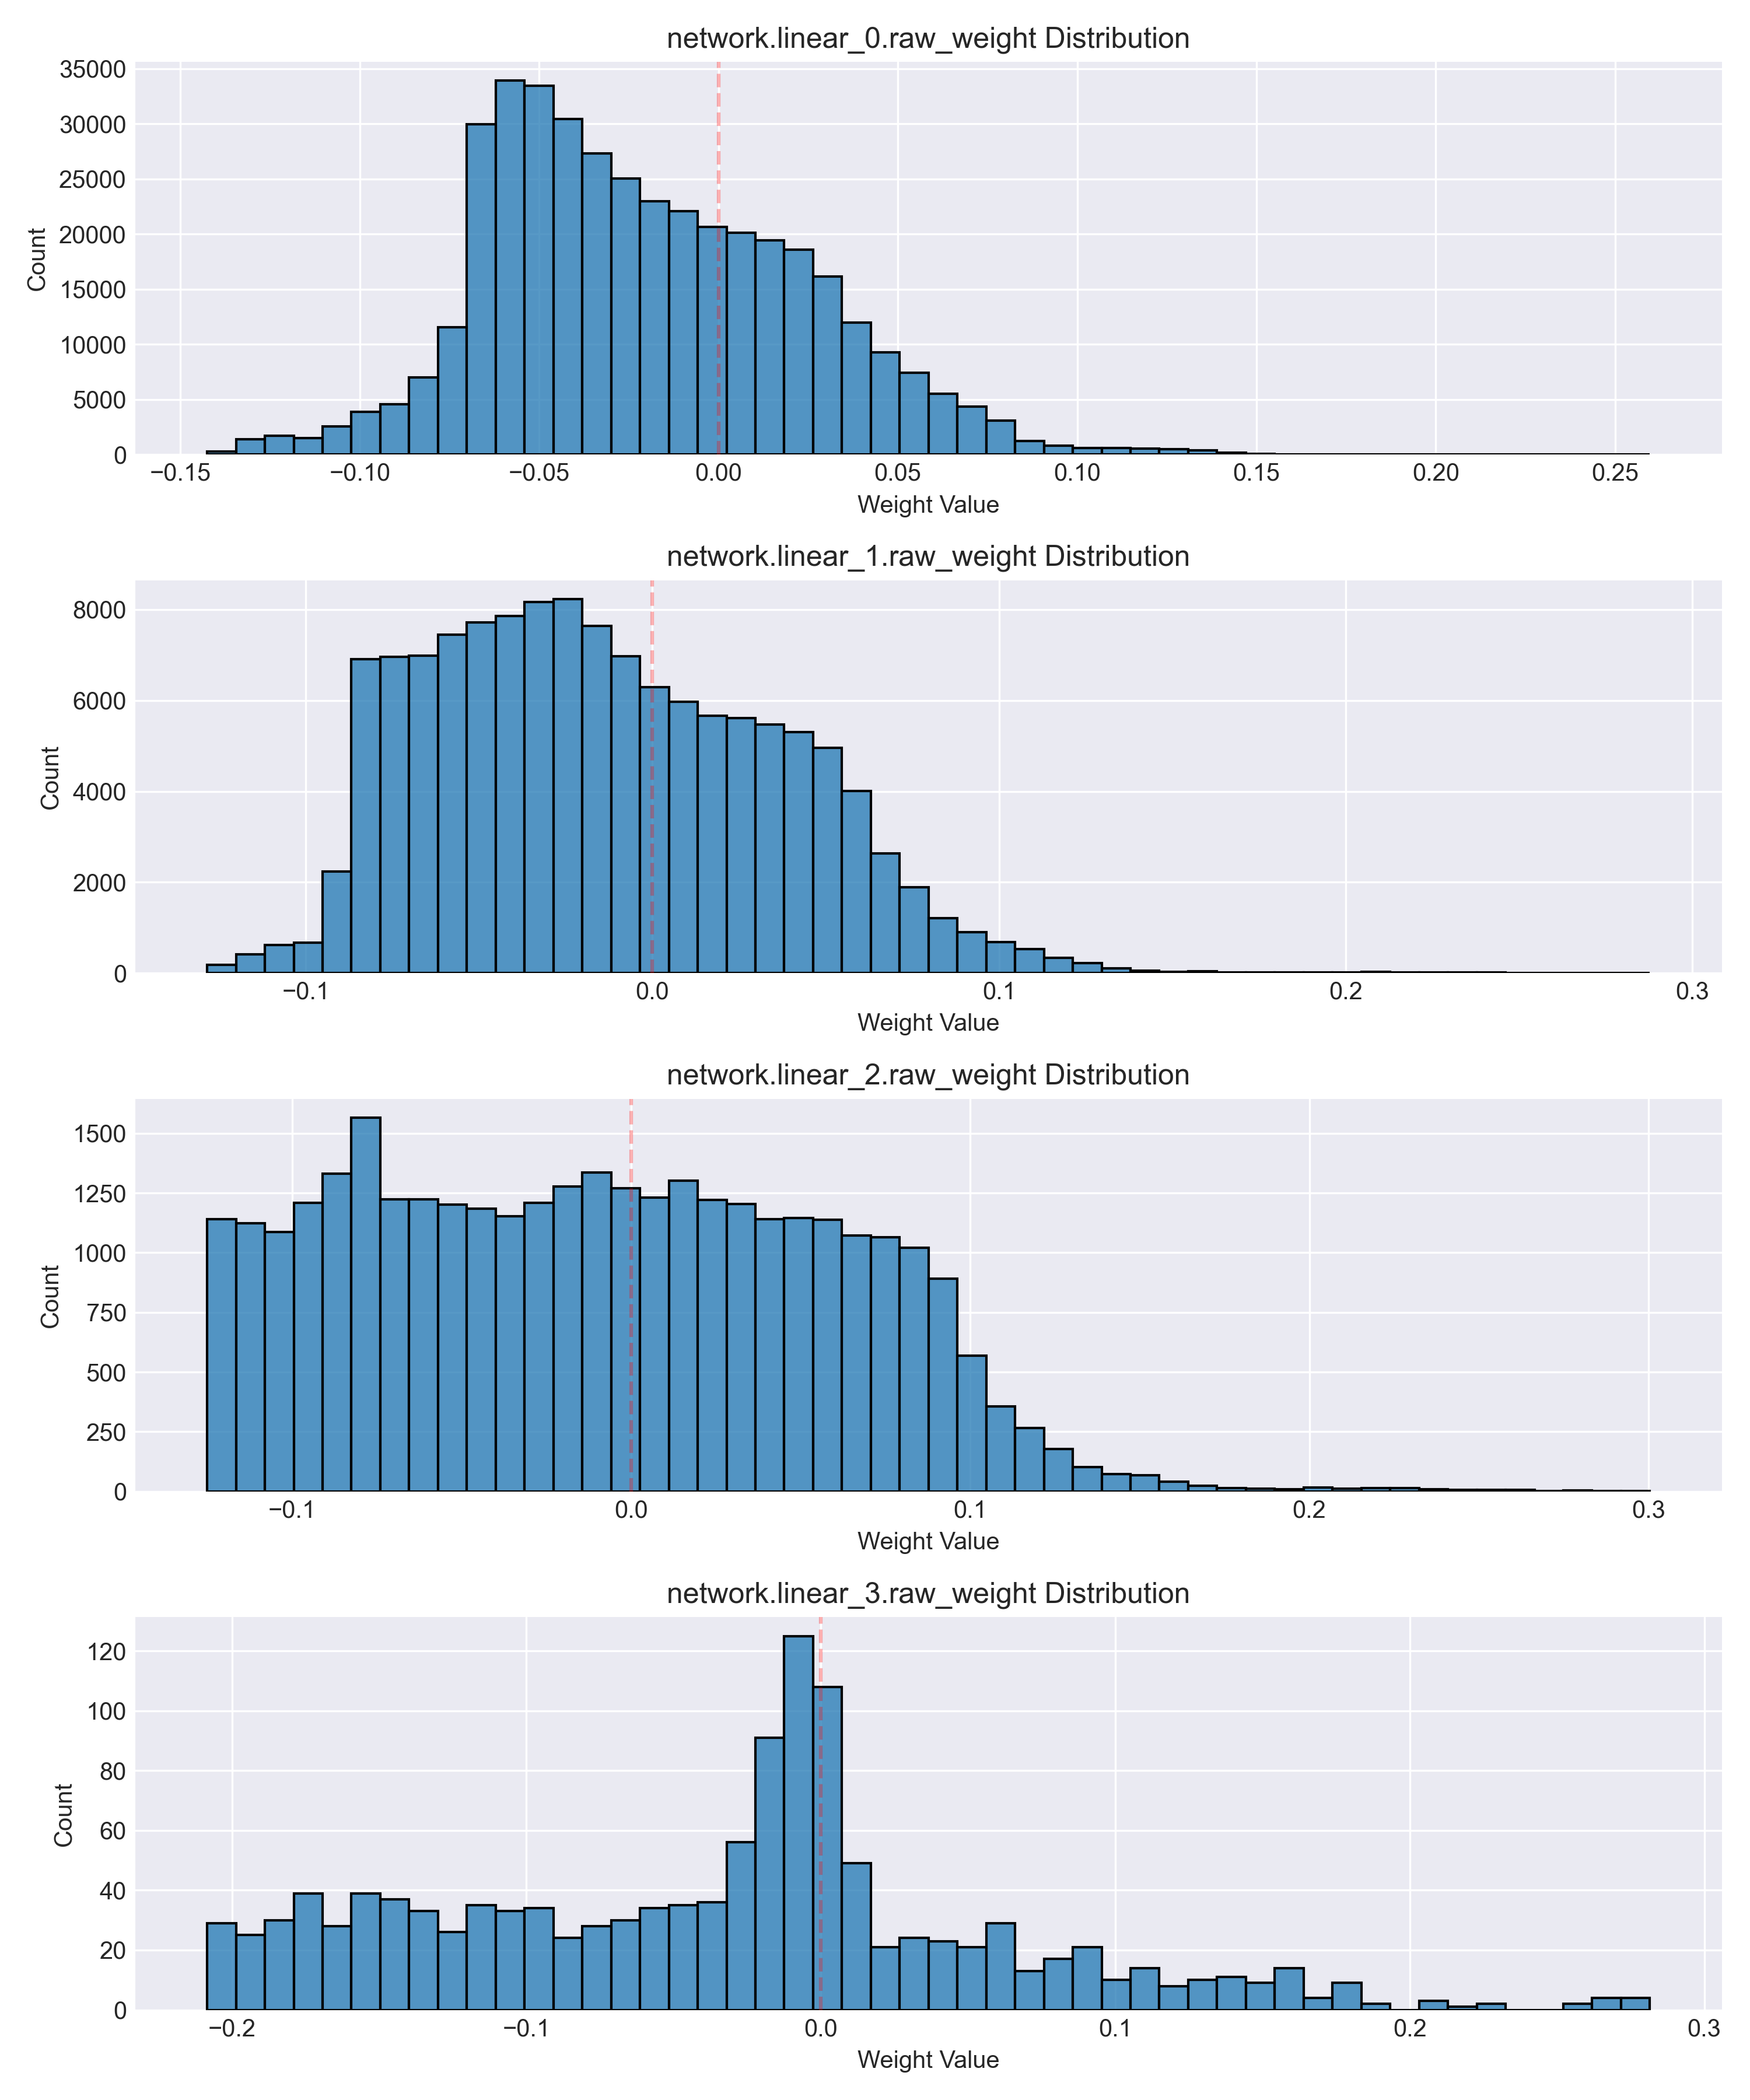 network.linear_0.raw_weight Distribution
35000
30000
25000
20000
15000
10000
5000
0
Count
−0.15 −0.10 −0.05 0.00 0.05 0.10 0.15 0.20 0.25
Weight Value
network.linear_1.raw_weight Distribution
8000
6000
4000
2000
0
Count
−0.1 0.0 0.1 0.2 0.3
Weight Value
network.linear_2.raw_weight Distribution
1500
1250
1000
750
500
250
0
Count
−0.1 0.0 0.1 0.2 0.3
Weight Value
network.linear_3.raw_weight Distribution
120
100
80
60
40
20
0
Count
−0.2 −0.1 0.0 0.1 0.2 0.3
Weight Value